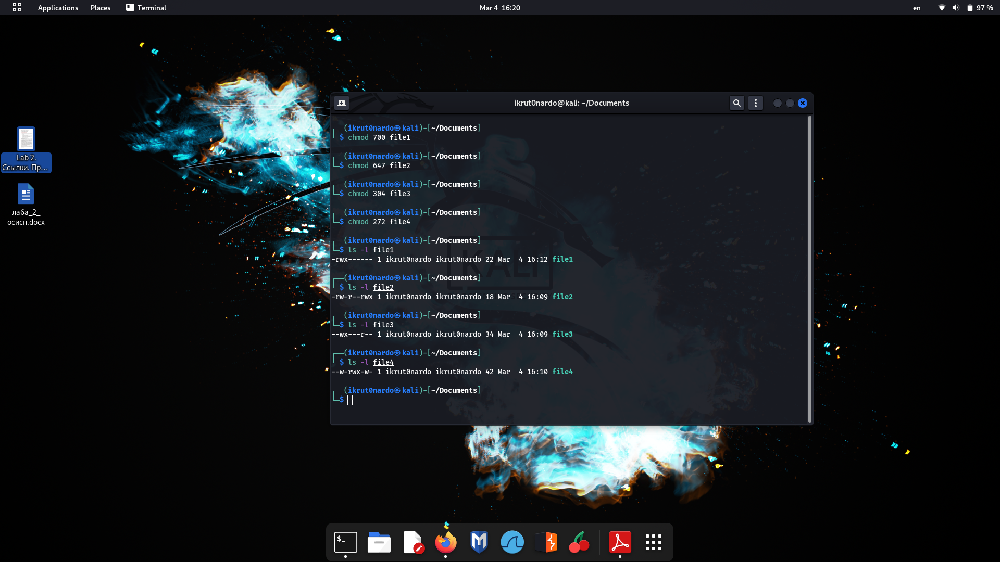 Applications Places Terminal Mar 4 16:20 en 97 %
ikrut0nardo@kali: ~/Documents
Lab 2.
Ссылки. Пр...
лаба_2_
осисп.docx
┌──(ikrut0nardo㉿kali)-[~/Documents]
└─$ chmod 700 file1
┌──(ikrut0nardo㉿kali)-[~/Documents]
└─$ chmod 647 file2
┌──(ikrut0nardo㉿kali)-[~/Documents]
└─$ chmod 304 file3
┌──(ikrut0nardo㉿kali)-[~/Documents]
└─$ chmod 272 file4
┌──(ikrut0nardo㉿kali)-[~/Documents]
└─$ ls -l file1
-rwx------ 1 ikrut0nardo ikrut0nardo 22 Mar  4 16:12 file1
┌──(ikrut0nardo㉿kali)-[~/Documents]
└─$ ls -l file2
-rw-r--rwx 1 ikrut0nardo ikrut0nardo 18 Mar  4 16:09 file2
┌──(ikrut0nardo㉿kali)-[~/Documents]
└─$ ls -l file3
--wx---r-- 1 ikrut0nardo ikrut0nardo 34 Mar  4 16:09 file3
┌──(ikrut0nardo㉿kali)-[~/Documents]
└─$ ls -l file4
--w-rwx-w- 1 ikrut0nardo ikrut0nardo 42 Mar  4 16:10 file4
┌──(ikrut0nardo㉿kali)-[~/Documents]
└─$
KALI